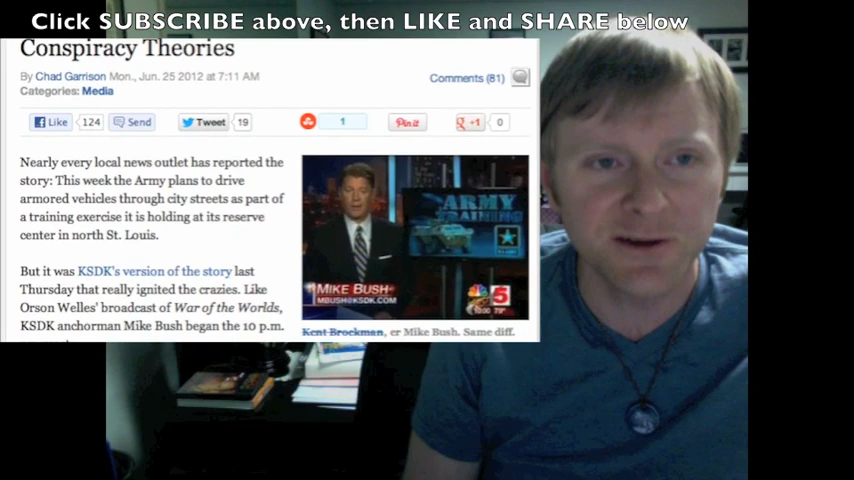 Click SUBSCRIBE above, then LIKE and SHARE below
Conspiracy Theories
By Chad Garrison Mon., Jun. 25 2012 at 7:11 AM
Comments (81)
Categories: Media
Like 124 Send Tweet 19 1 Pin it +1 0
Nearly every local news outlet has reported the
story: This week the Army plans to drive
armored vehicles through city streets as part of
a training exercise it is holding at its reserve
center in north St. Louis.
But it was KSDK's version of the story last
Thursday that really ignited the crazies. Like
Orson Welles' broadcast of War of the Worlds,
KSDK anchorman Mike Bush began the 10 p.m.
ARMY
TRAINING
MIKE BUSH
MBUSH@KSDK.COM
NBC 5
10:00
Kent Brockman, er Mike Bush. Same diff.